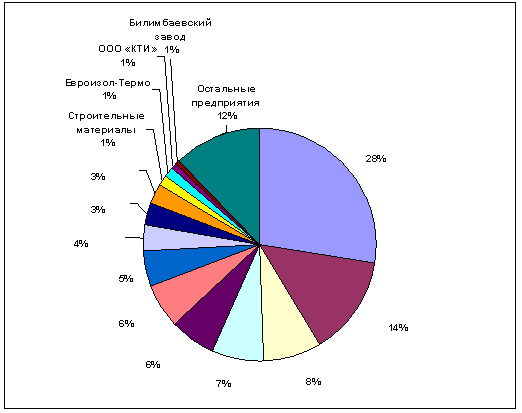 Билимбаевский
завод
1%
ООО «КТИ»
1%
Евроизол-Термо
1%
Строительные
материалы
1%
Остальные
предприятия
12%
28%
14%
8%
7%
6%
6%
5%
4%
3%
3%